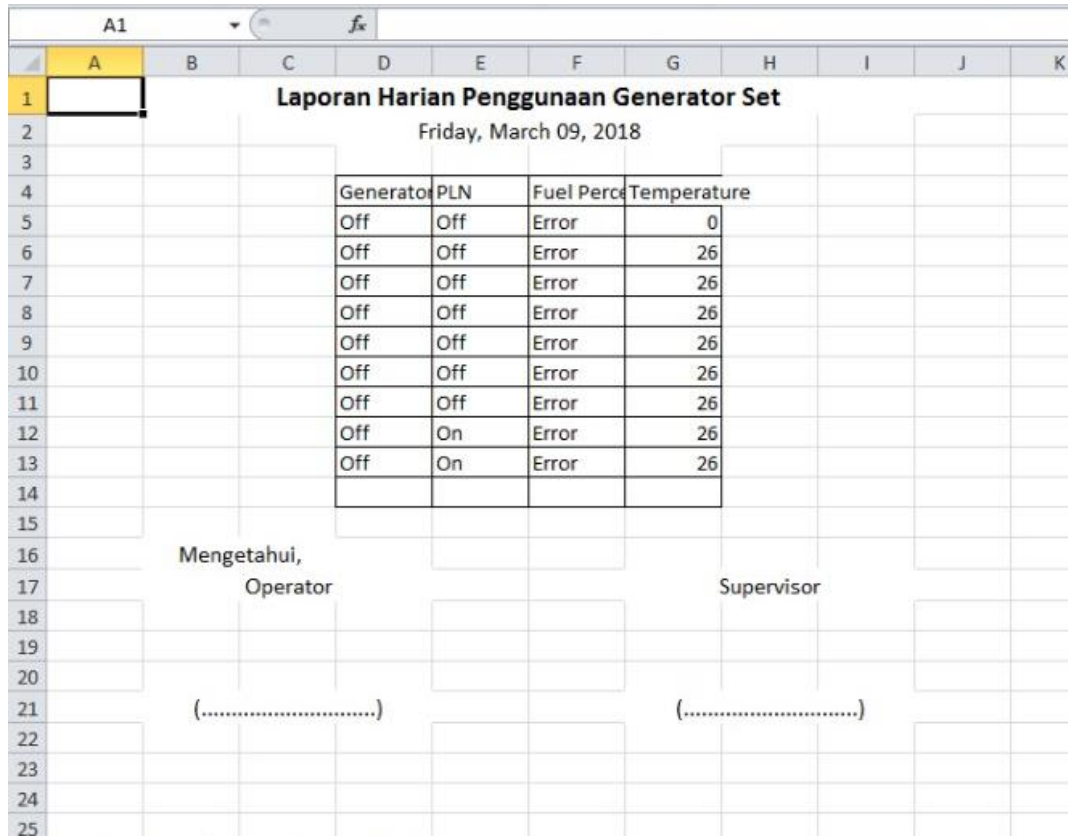 A1 fx
A B C D E F G H I J K
1 Laporan Harian Penggunaan Generator Set
2 Friday, March 09, 2018
3
4 Generator PLN Fuel Perce Temperature
5 Off Off Error 0
6 Off Off Error 26
7 Off Off Error 26
8 Off Off Error 26
9 Off Off Error 26
10 Off Off Error 26
11 Off Off Error 26
12 Off On Error 26
13 Off On Error 26
14
15
16 Mengetahui,
17 Operator Supervisor
18
19
20
21 (.............................) (.............................)
22
23
24
25